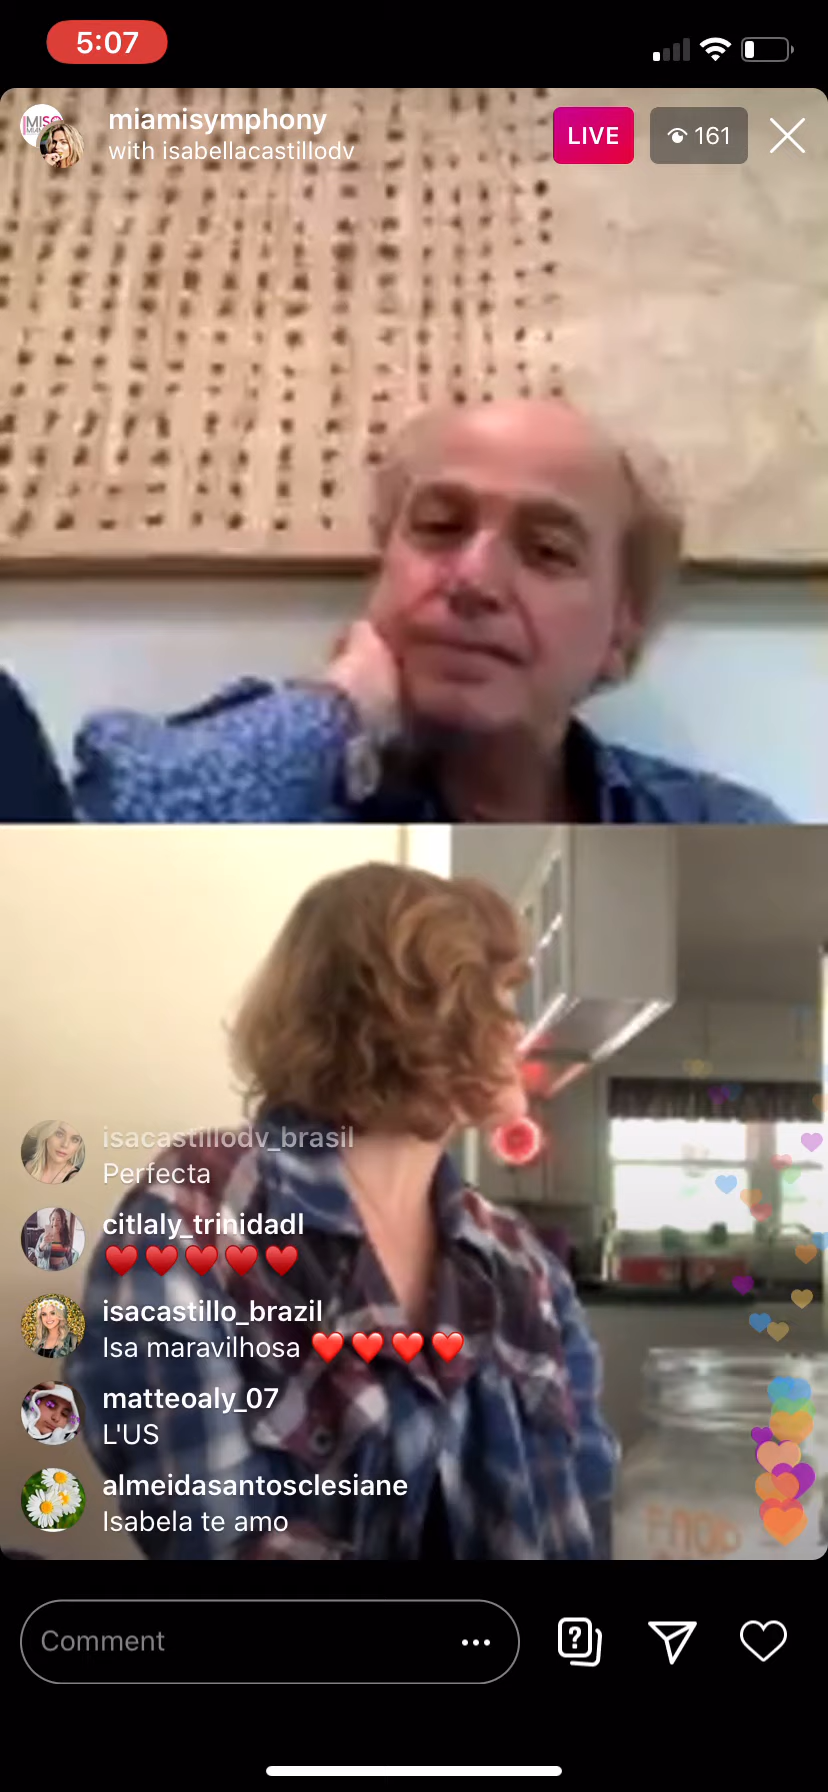 5:07
MISO
miamisymphony
with isabellacastillodv
LIVE
161
isacastillodv_brasil
Perfecta
citlaly_trinidadl
isacastillo_brazil
Isa maravilhosa
matteoaly_07
L'US
almeidasantosclesiane
Isabela te amo
Comment